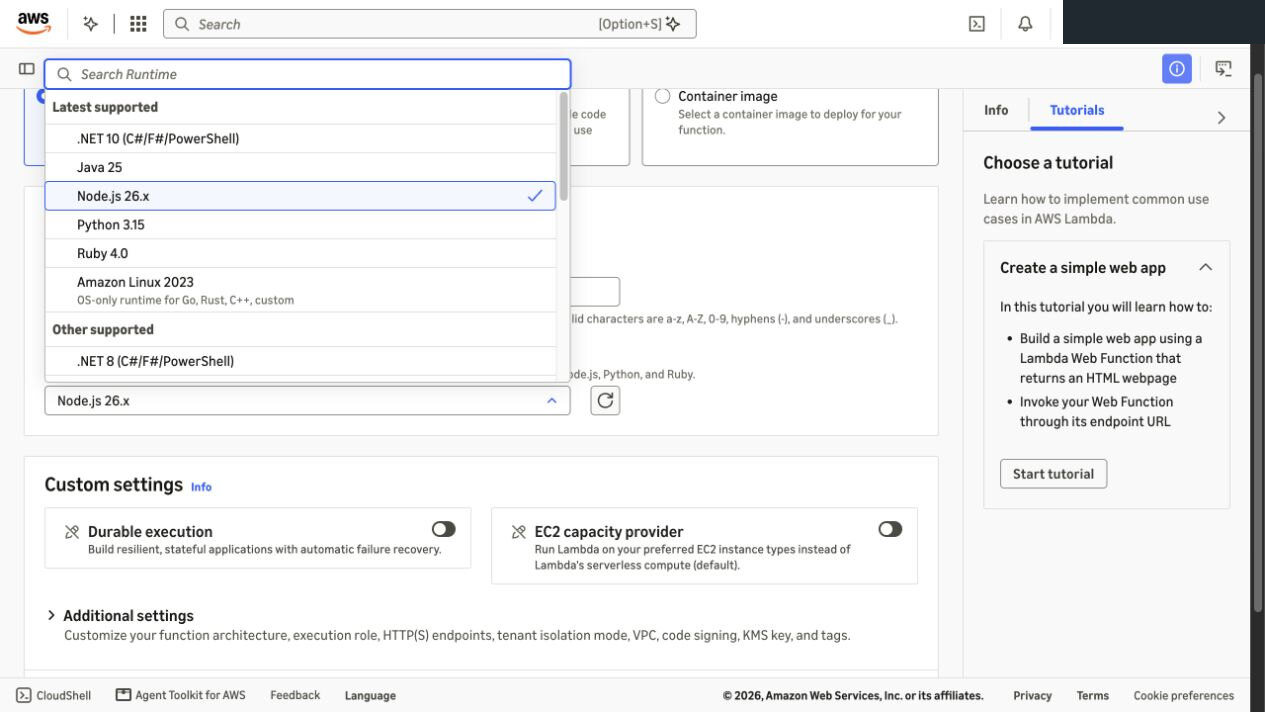 aws
Search
[Option+S]
Search Runtime
Latest supported
.NET 10 (C#/F#/PowerShell)
Java 25
Node.js 26.x
Python 3.15
Ruby 4.0
Amazon Linux 2023
OS-only runtime for Go, Rust, C++, custom
Other supported
.NET 8 (C#/F#/PowerShell)
code
use
Container image
Select a container image to deploy for your
function.
characters are a-z, A-Z, 0-9, hyphens (-), and underscores (_).
Python, and Ruby.
Node.js 26.x
Custom settings Info
Durable execution
Build resilient, stateful applications with automatic failure recovery.
EC2 capacity provider
Run Lambda on your preferred EC2 instance types instead of
Lambda's serverless compute (default).
Additional settings
Customize your function architecture, execution role, HTTP(S) endpoints, tenant isolation mode, VPC, code signing, KMS key, and tags.
Info
Tutorials
Choose a tutorial
Learn how to implement common use
cases in AWS Lambda.
Create a simple web app
In this tutorial you will learn how to:
• Build a simple web app using a
Lambda Web Function that
returns an HTML webpage
• Invoke your Web Function
through its endpoint URL
Start tutorial
CloudShell
Agent Toolkit for AWS
Feedback
Language
© 2026, Amazon Web Services, Inc. or its affiliates.
Privacy
Terms
Cookie preferences